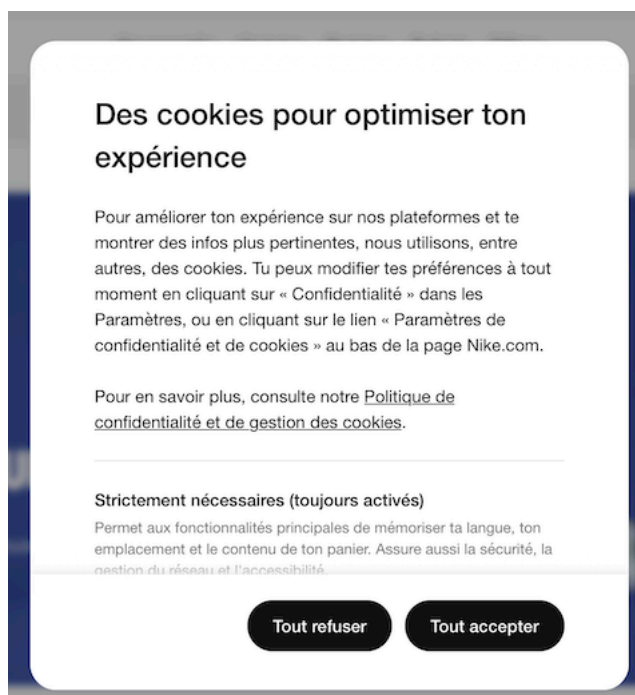 Des cookies pour optimiser ton
expérience
Pour améliorer ton expérience sur nos plateformes et te
montrer des infos plus pertinentes, nous utilisons, entre
autres, des cookies. Tu peux modifier tes préférences à tout
moment en cliquant sur « Confidentialité » dans les
Paramètres, ou en cliquant sur le lien « Paramètres de
confidentialité et de cookies » au bas de la page Nike.com.
Pour en savoir plus, consulte notre Politique de
confidentialité et de gestion des cookies.
Strictement nécessaires (toujours activés)
Permet aux fonctionnalités principales de mémoriser ta langue, ton
emplacement et le contenu de ton panier. Assure aussi la sécurité, la
gestion du réseau et l'accessibilité.
Tout refuser
Tout accepter